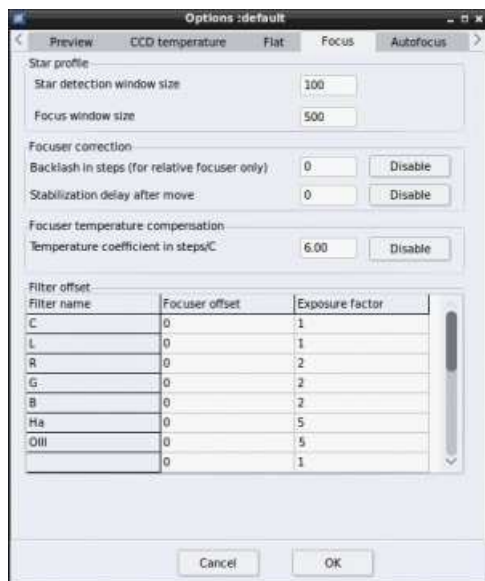 Options :default
Preview CCD temperature Flat Focus Autofocus
Star profile
Star detection window size 100
Focus window size 500
Focuser correction
Backlash in steps (for relative focuser only) 0 Disable
Stabilization delay after move 0 Disable
Focuser temperature compensation
Temperature coefficient in steps/C 6.00 Disable
Filter offset
Filter name Focuser offset Exposure factor
C 0 1
L 0 1
R 0 2
G 0 2
B 0 2
Ha 0 5
OIII 0 5
0 1
Cancel OK